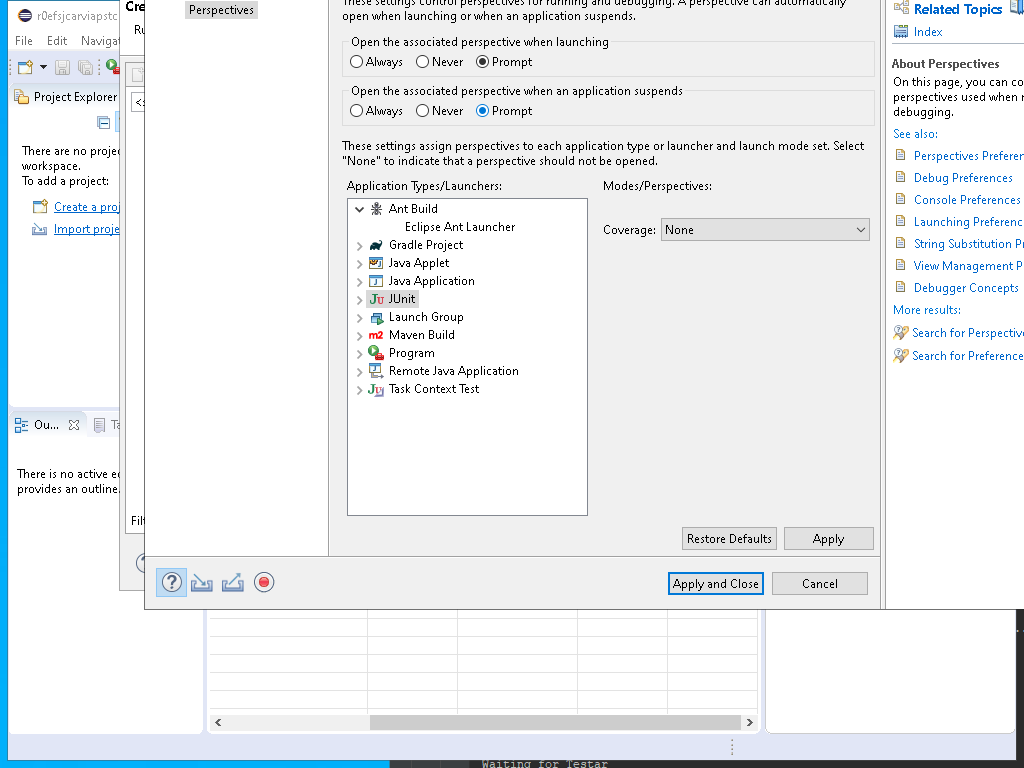 r0efsjcarviapstc
File Edit Navigat
Project Explorer
There are no proje
workspace.
To add a project:
Create a proj
Import proje
Ou...
Ta
There is no active e
provides an outline.
Cre
Ru
<
Filt
Perspectives
These settings control perspectives for running and debugging. A perspective can automatically
open when launching or when an application suspends.
Open the associated perspective when launching
Always Never Prompt
Open the associated perspective when an application suspends
Always Never Prompt
These settings assign perspectives to each application type or launcher and launch mode set. Select
"None" to indicate that a perspective should not be opened.
Application Types/Launchers:
Modes/Perspectives:
Ant Build
Eclipse Ant Launcher
Gradle Project
Java Applet
Java Application
JUnit
Launch Group
Maven Build
Program
Remote Java Application
Task Context Test
Coverage: None
Restore Defaults Apply
Apply and Close Cancel
Related Topics
Index
About Perspectives
On this page, you can co
perspectives used when r
debugging.
See also:
Perspectives Preferen
Debug Preferences
Console Preferences
Launching Preferenc
String Substitution P
View Management P
Debugger Concepts
More results:
Search for Perspective
Search for Preference
Waiting for Testar